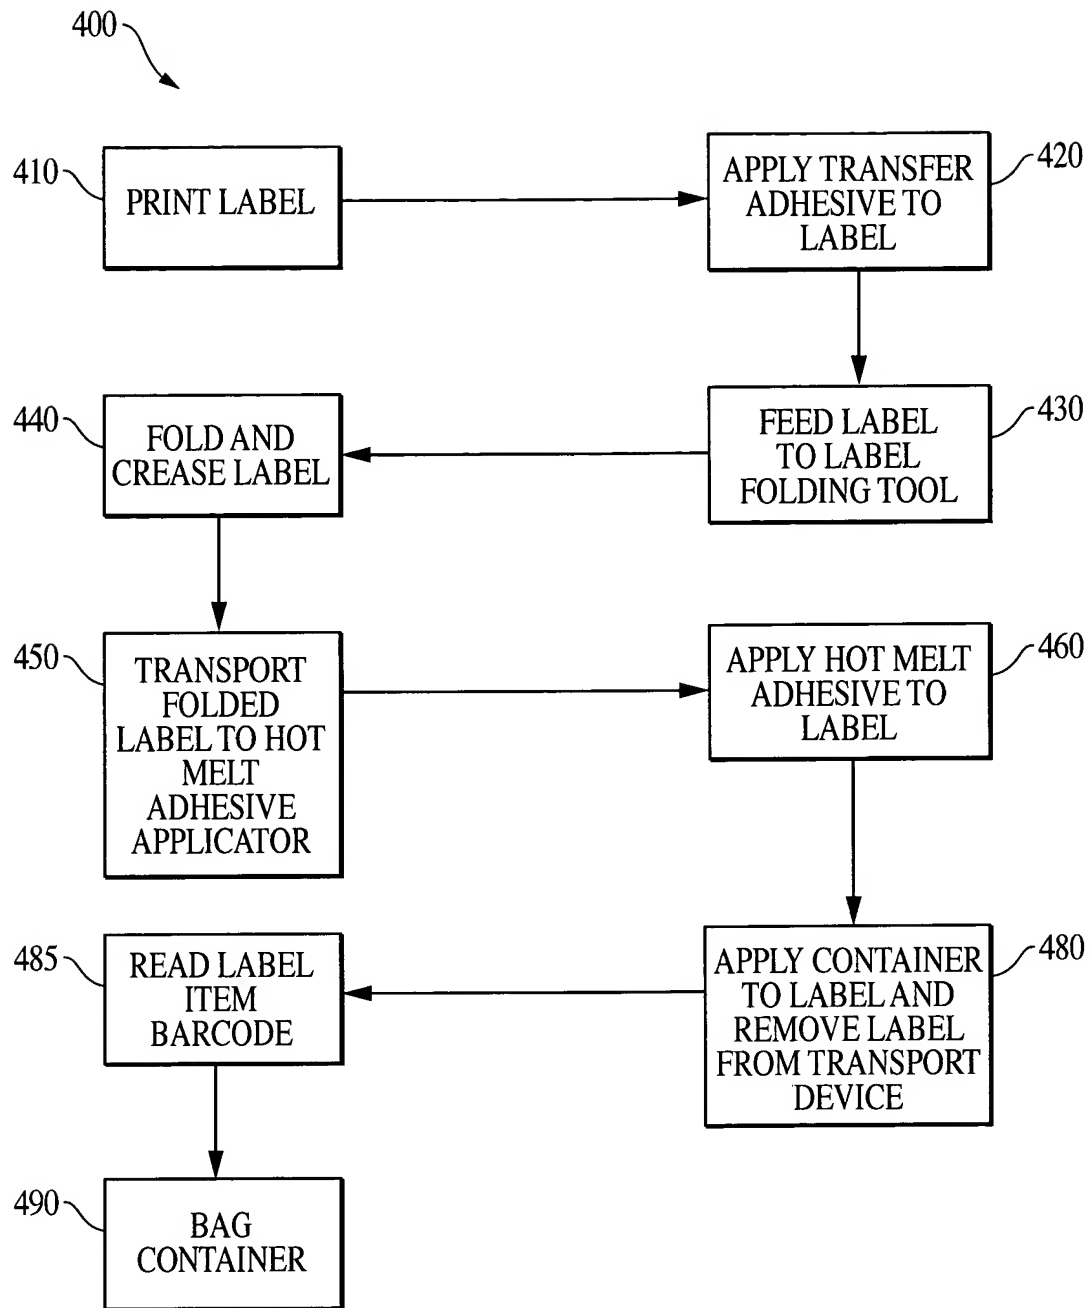 400
410
PRINT LABEL
420
APPLY TRANSFER
ADHESIVE TO
LABEL
430
FEED LABEL
TO LABEL
FOLDING TOOL
440
FOLD AND
CREASE LABEL
450
TRANSPORT
FOLDED
LABEL TO HOT
MELT
ADHESIVE
APPLICATOR
460
APPLY HOT MELT
ADHESIVE TO
LABEL
480
APPLY CONTAINER
TO LABEL AND
REMOVE LABEL
FROM TRANSPORT
DEVICE
485
READ LABEL
ITEM
BARCODE
490
BAG
CONTAINER